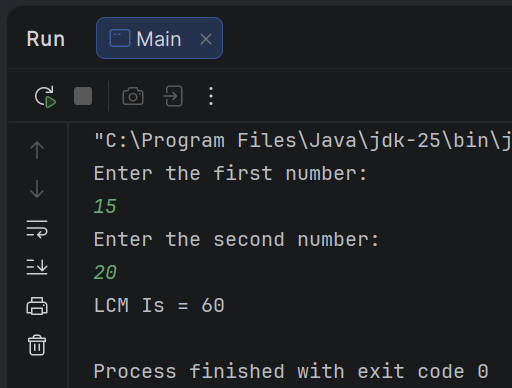 Run Main
"C:\Program Files\Java\jdk-25\bin\j
Enter the first number:
15
Enter the second number:
20
LCM Is = 60
Process finished with exit code 0